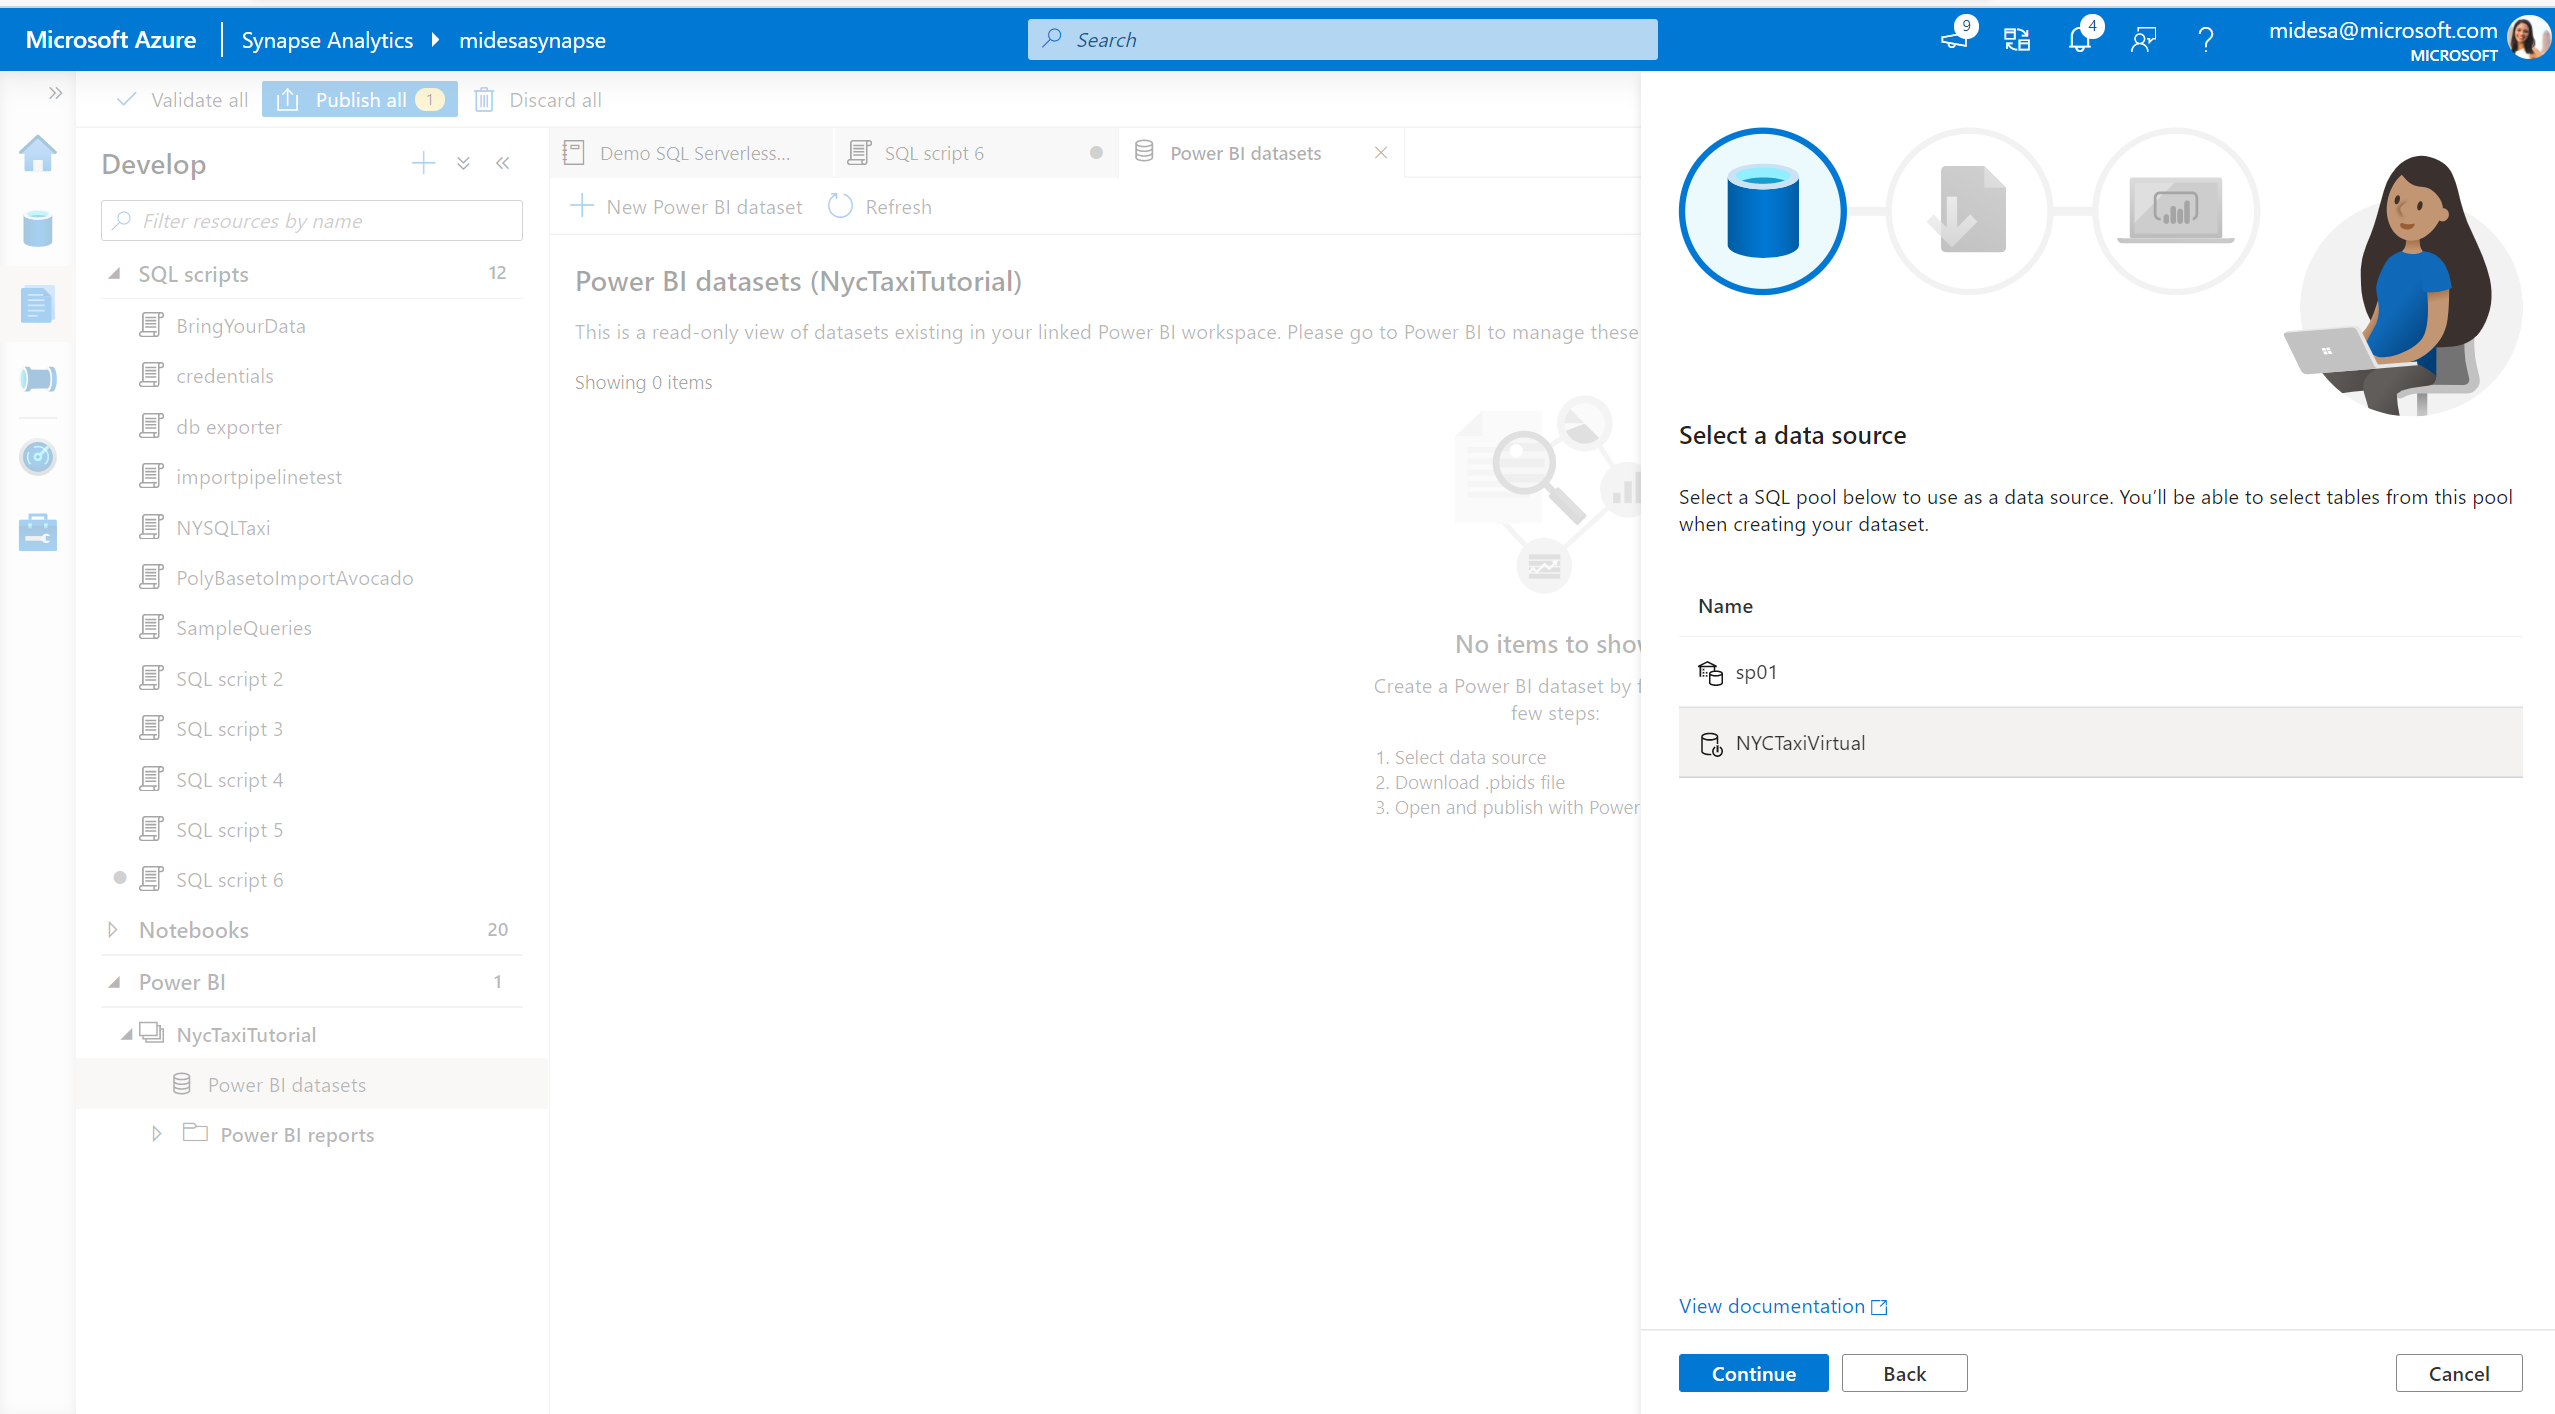 Microsoft Azure
Synapse Analytics
midesasynapse
Search
9
4
midesa@microsoft.com
MICROSOFT
Validate all
Publish all
1
Discard all
Develop
Filter resources by name
SQL scripts
12
BringYourData
credentials
db exporter
importpipelinetest
NYSQLTaxi
PolyBasetoImportAvocado
SampleQueries
SQL script 2
SQL script 3
SQL script 4
SQL script 5
SQL script 6
Notebooks
20
Power BI
1
NycTaxiTutorial
Power BI datasets
Power BI reports
Demo SQL Serverless...
SQL script 6
Power BI datasets
New Power BI dataset
Refresh
Power BI datasets (NycTaxiTutorial)
This is a read-only view of datasets existing in your linked Power BI workspace. Please go to Power BI to manage these
Showing 0 items
No items to show
Create a Power BI dataset by
few steps:
1. Select data source
2. Download .pbids file
3. Open and publish with Power
Select a data source
Select a SQL pool below to use as a data source. You'll be able to select tables from this pool
when creating your dataset.
Name
sp01
NYCTaxiVirtual
View documentation
Continue
Back
Cancel